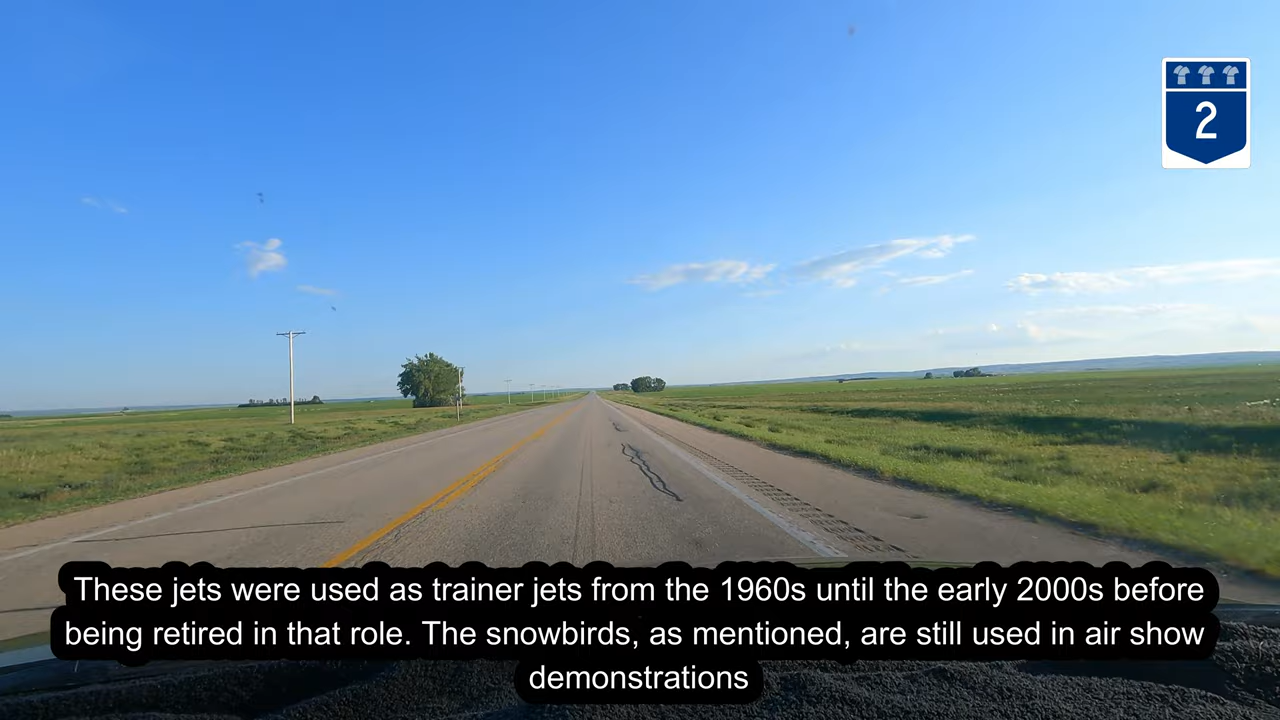 2
These jets were used as trainer jets from the 1960s until the early 2000s before
being retired in that role. The snowbirds, as mentioned, are still used in air show
demonstrations